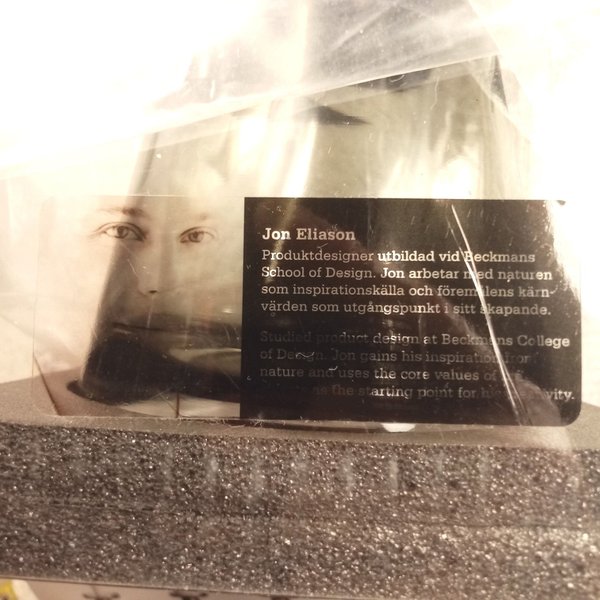 Jon Eliason
Produktdesigner utbildad vid Beckmans
School of Design. Jon arbetar med naturen
som inspirationskälla och föremålens kärn-
värden som utgångspunkt i sitt skapande.
Studied product design at Beckmans College
of Design. Jon gains his inspiration from
nature and uses the core values of
as the starting point for his